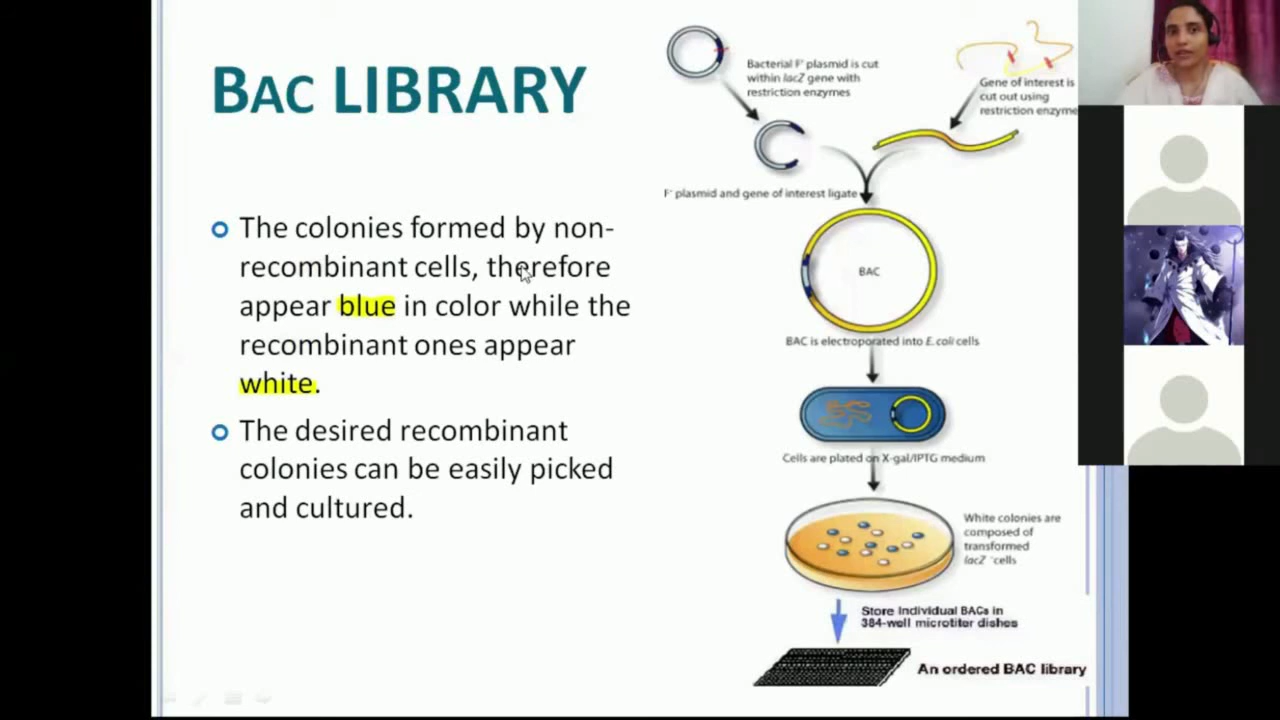 BAC LIBRARY
The colonies formed by non-
recombinant cells, therefore
appear blue in color while the
recombinant ones appear
white.
The desired recombinant
colonies can be easily picked
and cultured.
Bacterial F' plasmid is cut
within lacZ gene with
restriction enzymes
Gene of interest is
cut out using
restriction enzyme
F' plasmid and gene of interest ligate
BAC
BAC is electroporated into E.coli cells
Cells are plated on X-gal/IPTG medium
White colonies are
composed of
transformed
lacZ⁻cells
Store Individual BACs in
384-well microtiter dishes
An ordered BAC library